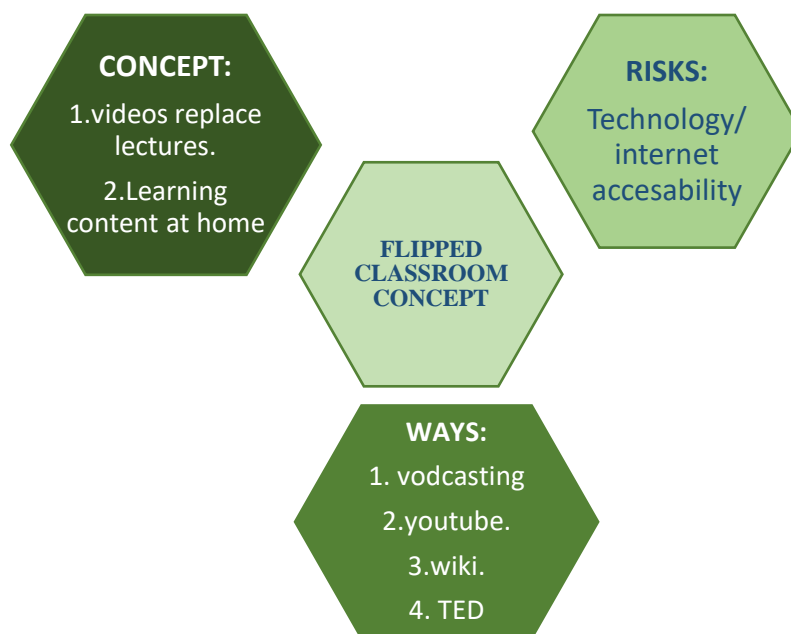 CONCEPT:
1.videos replace
lectures.
2.Learning
content at home
RISKS:
Technology/
internet
accesability
FLIPPED
CLASSROOM
CONCEPT
WAYS:
1. vodcasting
2.youtube.
3.wiki.
4. TED